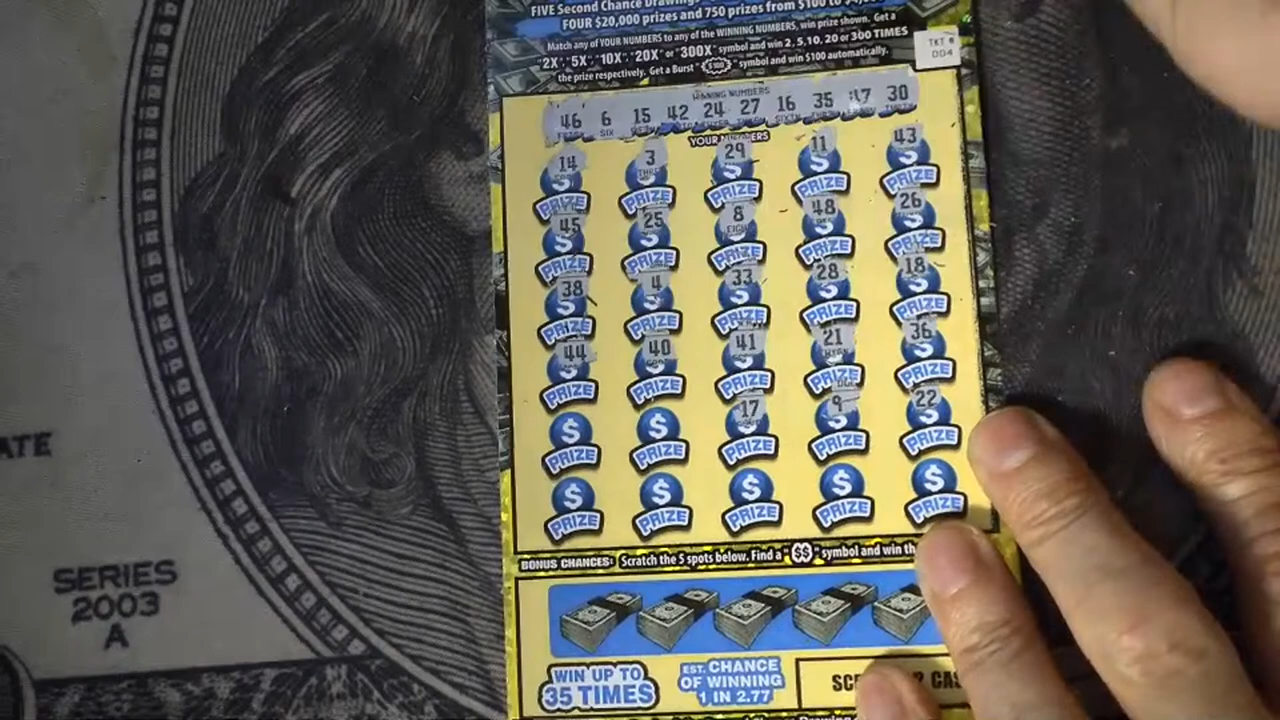 FIVE Second Chance Drawings
FOUR $20,000 prizes and 750 prizes from $100 to
Match any of YOUR NUMBERS to any of the WINNING NUMBERS, win prize shown. Get a
"2X", "5X", "10X", "20X" or "300X" symbol and win 2, 5, 10, 20 or 300 TIMES
the prize respectively. Get a Burst "$100" symbol and win $100 automatically.
TKT #
004
WINNING NUMBERS
46 6 15 42 24 27 16 35 17 30
SIX
YOUR NUMBERS
14 3 29 11 43
PRIZE PRIZE PRIZE PRIZE PRIZE
45 25 8 48 26
PRIZE PRIZE PRIZE PRIZE PRIZE
38 4 33 28 18
PRIZE PRIZE PRIZE PRIZE PRIZE
44 40 41 21 36
PRIZE PRIZE PRIZE PRIZE PRIZE
$ $ 17 9 22
PRIZE PRIZE PRIZE PRIZE PRIZE
$ $ $ $ $
PRIZE PRIZE PRIZE PRIZE PRIZE
BONUS CHANCES: Scratch the 5 spots below. Find a "$$" symbol and win th
WIN UP TO
35 TIMES
EST. CHANCE
OF WINNING
1 IN 2.77
ATE
SERIES
2003
A